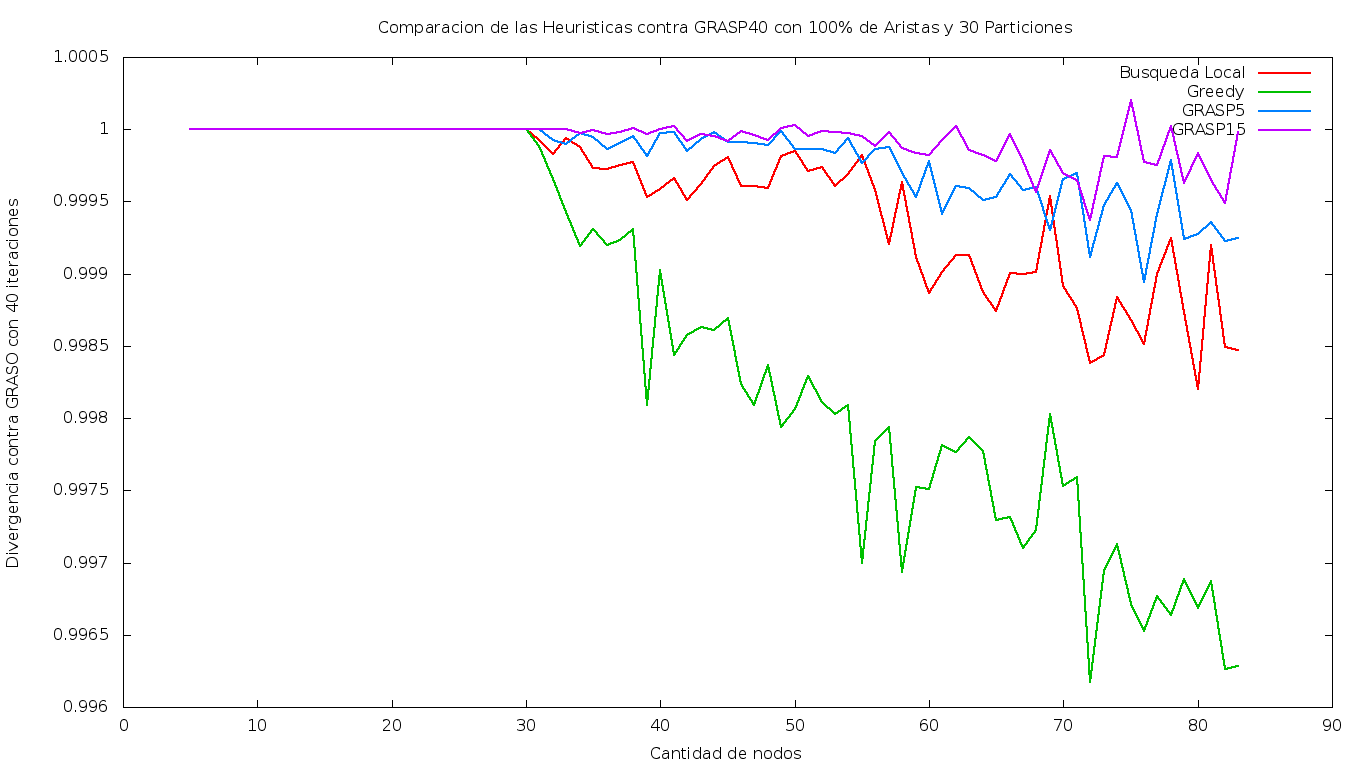 Comparacion de las Heuristicas contra GRASP40 con 100% de Aristas y 30 Particiones
Divergencia contra GRASO con 40 iteraciones
1.0005
1
0.9995
0.999
0.9985
0.998
0.9975
0.997
0.9965
0.996
Busqueda Local
Greedy
GRASP5
GRASP15
0 10 20 30 40 50 60 70 80 90
Cantidad de nodos